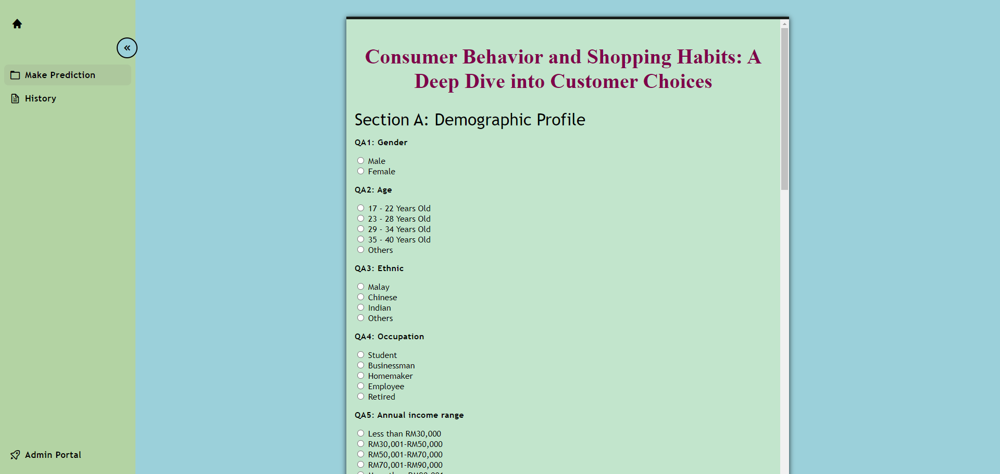 Make Prediction
History
Admin Portal
Consumer Behavior and Shopping Habits: A
Deep Dive into Customer Choices
Section A: Demographic Profile
QA1: Gender
Male
Female
QA2: Age
17 - 22 Years Old
23 - 28 Years Old
29 - 34 Years Old
35 - 40 Years Old
Others
QA3: Ethnic
Malay
Chinese
Indian
Others
QA4: Occupation
Student
Businessman
Homemaker
Employee
Retired
QA5: Annual income range
Less than RM30,000
RM30,001-RM50,000
RM50,001-RM70,000
RM70,001-RM90,000